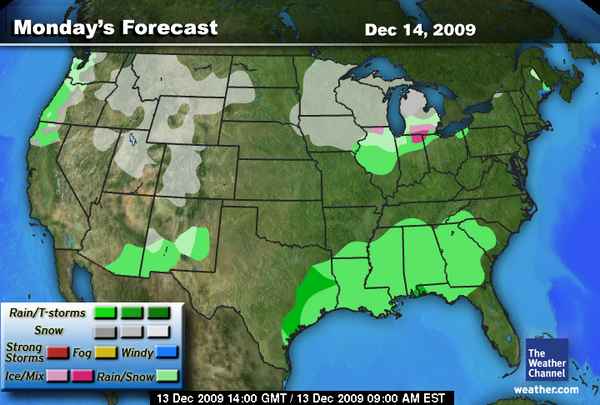 Monday's Forecast
Dec 14, 2009
Rain/T-storms
Snow
Strong Storms
Fog
Windy
Ice/Mix
Rain/Snow
The Weather Channel
weather.com
13 Dec 2009 14:00 GMT / 13 Dec 2009 09:00 AM EST